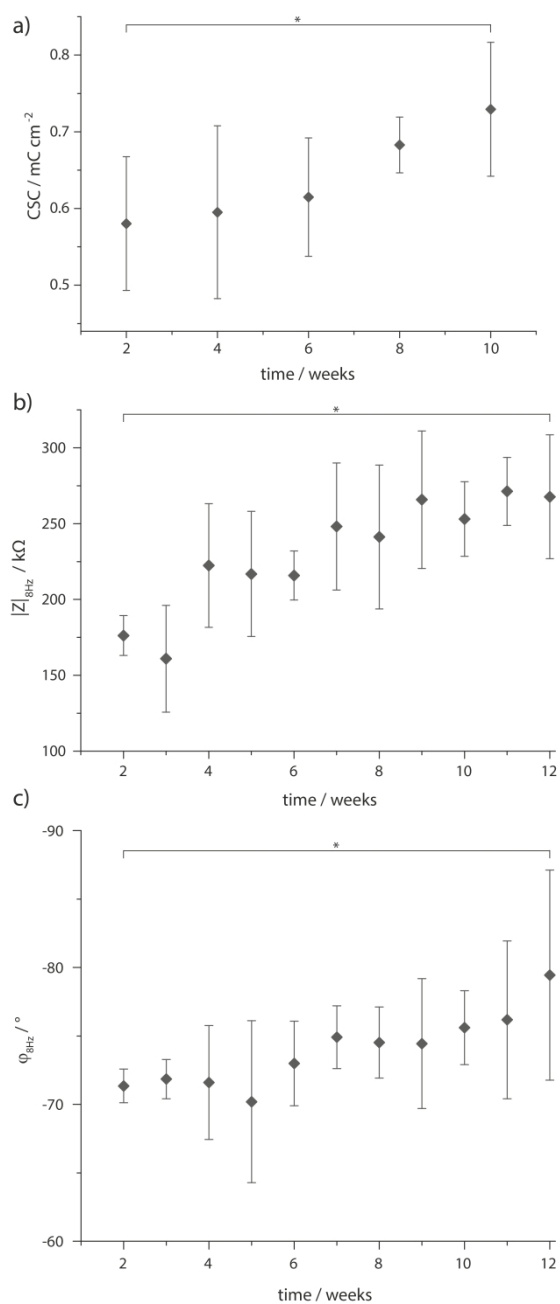 a)
*
0.8
0.7
0.6
0.5
CSC / mC cm⁻²
2 4 6 8 10
time / weeks
b)
*
300
250
200
150
100
|Z|8Hz / kΩ
2 4 6 8 10 12
time / weeks
c)
*
-90
-80
-70
-60
φ8Hz / °
2 4 6 8 10 12
time / weeks